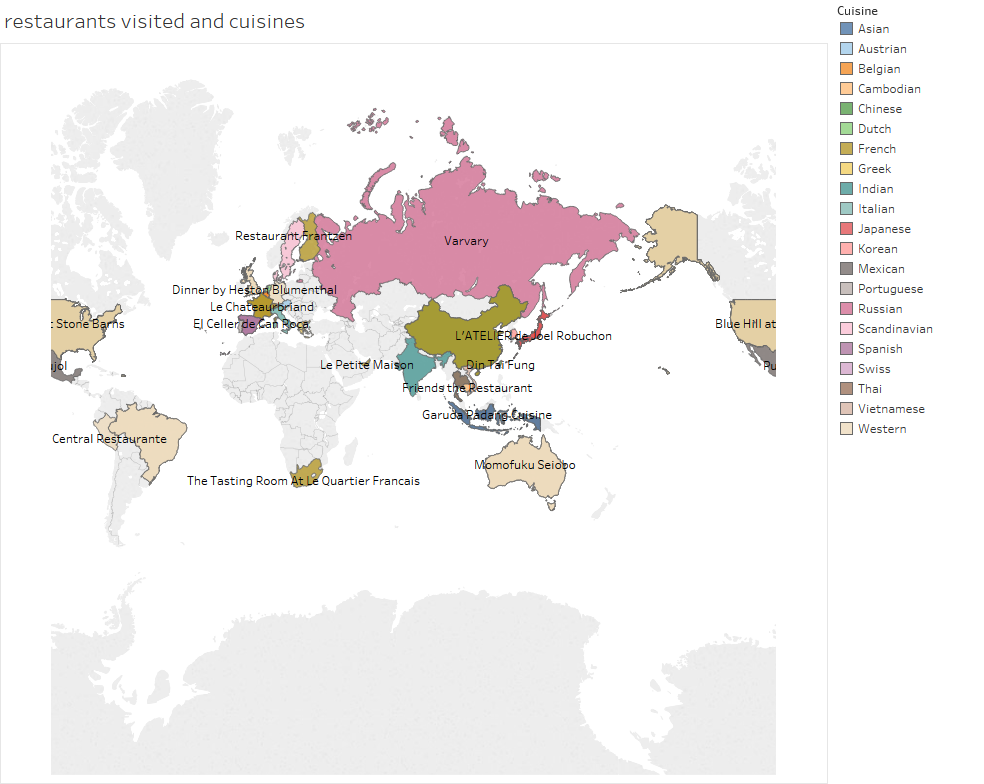 restaurants visited and cuisines
Cuisine
Asian
Austrian
Belgian
Cambodian
Chinese
Dutch
French
Greek
Indian
Italian
Japanese
Korean
Mexican
Portuguese
Russian
Scandinavian
Spanish
Swiss
Thai
Vietnamese
Western
Restaurant Frantzen
Varvary
Dinner by Heston Blumenthal
Le Chateaubriand
Stone Barns
El Celler de Can Roca
Blue Hill at
L'ATELIER de Joel Robuchon
ujol
Le Petite Maison
Din Tai Fung
Pu
Friends the Restaurant
Garuda Padang Cuisine
Central Restaurante
Momofuku Seiobo
The Tasting Room At Le Quartier Francais